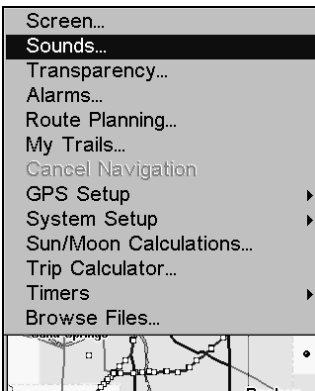 Screen...
Sounds...
Transparency...
Alarms...
Route Planning...
My Trails...
Cancel Navigation
GPS Setup
System Setup
Sun/Moon Calculations...
Trip Calculator...
Timers
Browse Files...
Springs